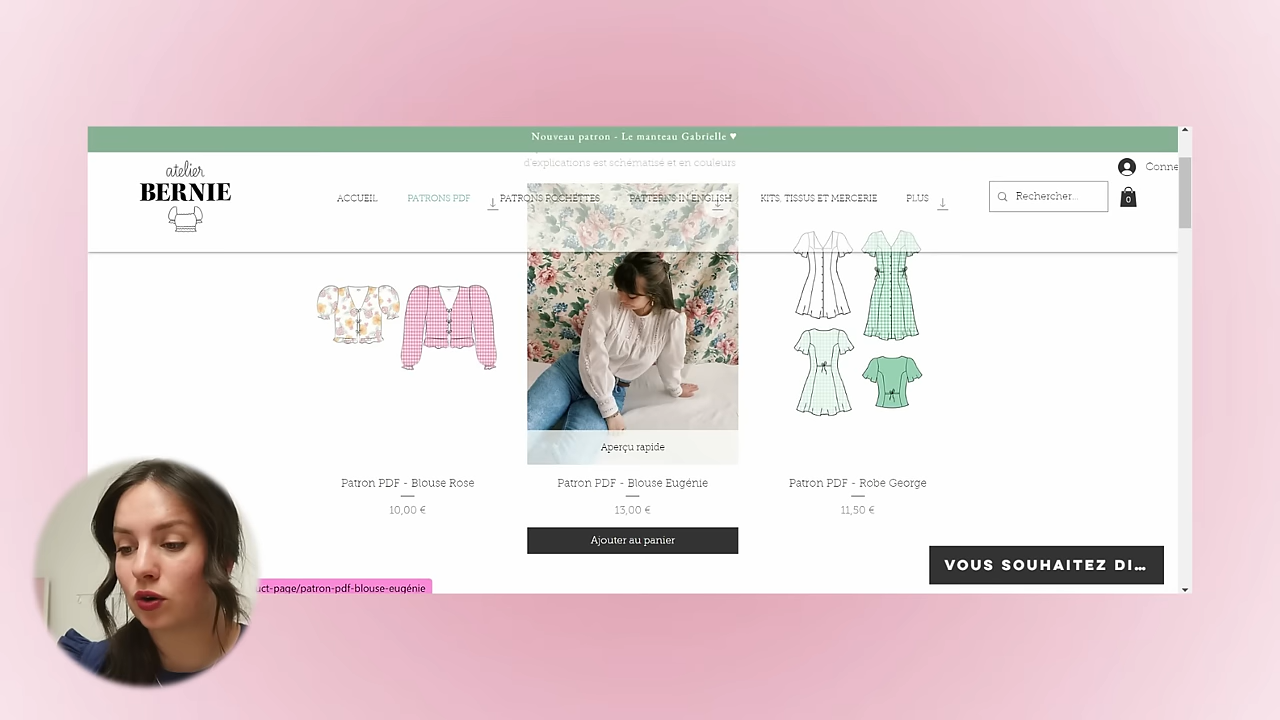 Nouveau patron - Le manteau Gabrielle ♥
d'explications est schématisé et en couleurs
atelier
BERNIE
ACCUEIL
PATRONS PDF
PATRONS POCHETTES
PATTERNS IN ENGLISH
KITS, TISSUS ET MERCERIE
PLUS
Rechercher...
Conne
0
Aperçu rapide
Patron PDF - Blouse Rose
10,00 €
Patron PDF - Blouse Eugénie
13,00 €
Ajouter au panier
Patron PDF - Robe George
11,50 €
VOUS SOUHAITEZ DI...
uct-page/patron-pdf-blouse-eugénie